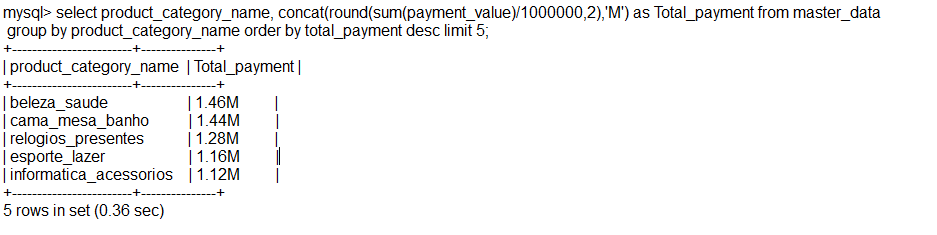 mysql> select product_category_name, concat(round(sum(payment_value)/1000000,2),'M') as Total_payment from master_data
group by product_category_name order by total_payment desc limit 5;
+------------------------+---------------+
| product_category_name | Total_payment |
+------------------------+---------------+
| beleza_saude | 1.46M |
| cama_mesa_banho | 1.44M |
| relogios_presentes | 1.28M |
| esporte_lazer | 1.16M |
| informatica_acessorios | 1.12M |
+------------------------+---------------+
5 rows in set (0.36 sec)